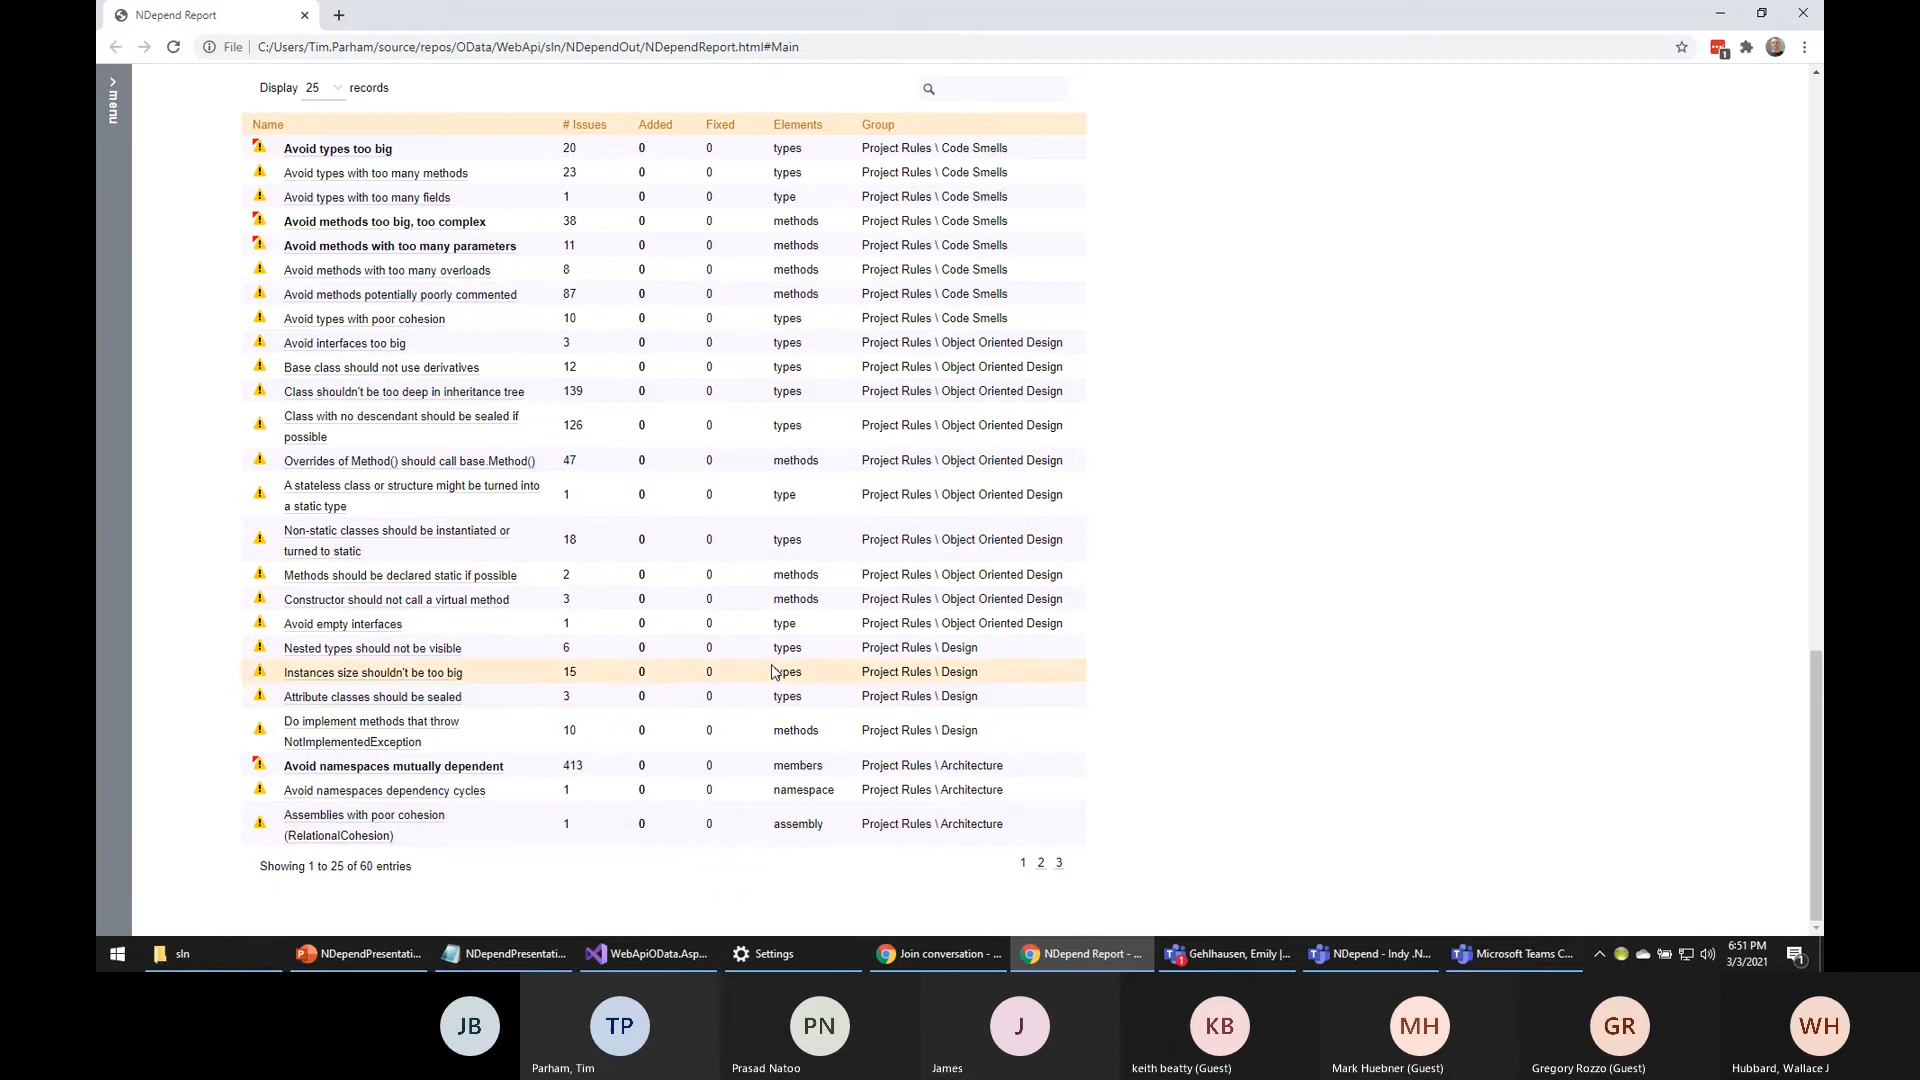 NDepend Report
File C:/Users/Tim.Parham/source/repos/OData/WebApi/sln/NDependOut/NDependReport.html#Main
1
menu
Display 25 records
Name # Issues Added Fixed Elements Group
Avoid types too big 20 0 0 types Project Rules \ Code Smells
Avoid types with too many methods 23 0 0 types Project Rules \ Code Smells
Avoid types with too many fields 1 0 0 type Project Rules \ Code Smells
Avoid methods too big, too complex 38 0 0 methods Project Rules \ Code Smells
Avoid methods with too many parameters 11 0 0 methods Project Rules \ Code Smells
Avoid methods with too many overloads 8 0 0 methods Project Rules \ Code Smells
Avoid methods potentially poorly commented 87 0 0 methods Project Rules \ Code Smells
Avoid types with poor cohesion 10 0 0 types Project Rules \ Code Smells
Avoid interfaces too big 3 0 0 types Project Rules \ Object Oriented Design
Base class should not use derivatives 12 0 0 types Project Rules \ Object Oriented Design
Class shouldn't be too deep in inheritance tree 139 0 0 types Project Rules \ Object Oriented Design
Class with no descendant should be sealed if
possible 126 0 0 types Project Rules \ Object Oriented Design
Overrides of Method() should call base.Method() 47 0 0 methods Project Rules \ Object Oriented Design
A stateless class or structure might be turned into
a static type 1 0 0 type Project Rules \ Object Oriented Design
Non-static classes should be instantiated or
turned to static 18 0 0 types Project Rules \ Object Oriented Design
Methods should be declared static if possible 2 0 0 methods Project Rules \ Object Oriented Design
Constructor should not call a virtual method 3 0 0 methods Project Rules \ Object Oriented Design
Avoid empty interfaces 1 0 0 type Project Rules \ Object Oriented Design
Nested types should not be visible 6 0 0 types Project Rules \ Design
Instances size shouldn't be too big 15 0 0 types Project Rules \ Design
Attribute classes should be sealed 3 0 0 types Project Rules \ Design
Do implement methods that throw
NotImplementedException 10 0 0 methods Project Rules \ Design
Avoid namespaces mutually dependent 413 0 0 members Project Rules \ Architecture
Avoid namespaces dependency cycles 1 0 0 namespace Project Rules \ Architecture
Assemblies with poor cohesion
(RelationalCohesion) 1 0 0 assembly Project Rules \ Architecture
Showing 1 to 25 of 60 entries 1 2 3
sln NDependPresentati... NDependPresentati... WebApiOData.Asp... Settings Join conversation - ... NDepend Report - ... Gehlhausen, Emily |... NDepend - Indy .N... Microsoft Teams C... 6:51 PM
3/3/2021
1
1
JB TP PN J KB MH GR WH
Parham, Tim Prasad Natoo James keith beatty (Guest) Mark Huebner (Guest) Gregory Rozzo (Guest) Hubbard, Wallace J